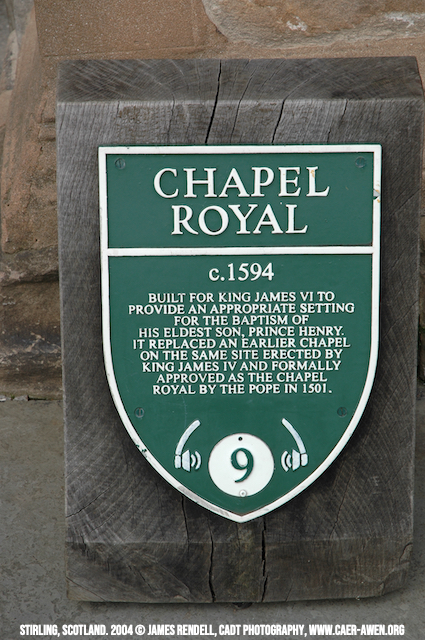 CHAPEL
ROYAL
c.1594
BUILT FOR KING JAMES VI TO
PROVIDE AN APPROPRIATE SETTING
FOR THE BAPTISM OF
HIS ELDEST SON, PRINCE HENRY.
IT REPLACED AN EARLIER CHAPEL
ON THE SAME SITE ERECTED BY
KING JAMES IV AND FORMALLY
APPROVED AS THE CHAPEL
ROYAL BY THE POPE IN 1501.
9
STIRLING, SCOTLAND. 2004 © JAMES RENDELL, CADT PHOTOGRAPHY, WWW.CAER-AWEN.ORG